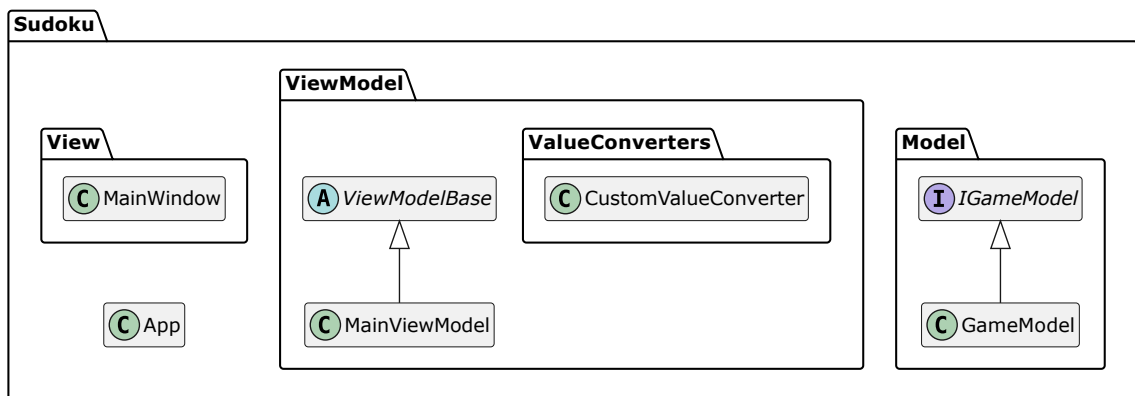 Sudoku
ViewModel
View
ValueConverters
Model
C MainWindow
A ViewModelBase
C CustomValueConverter
I IGameModel
C App
C MainViewModel
C GameModel